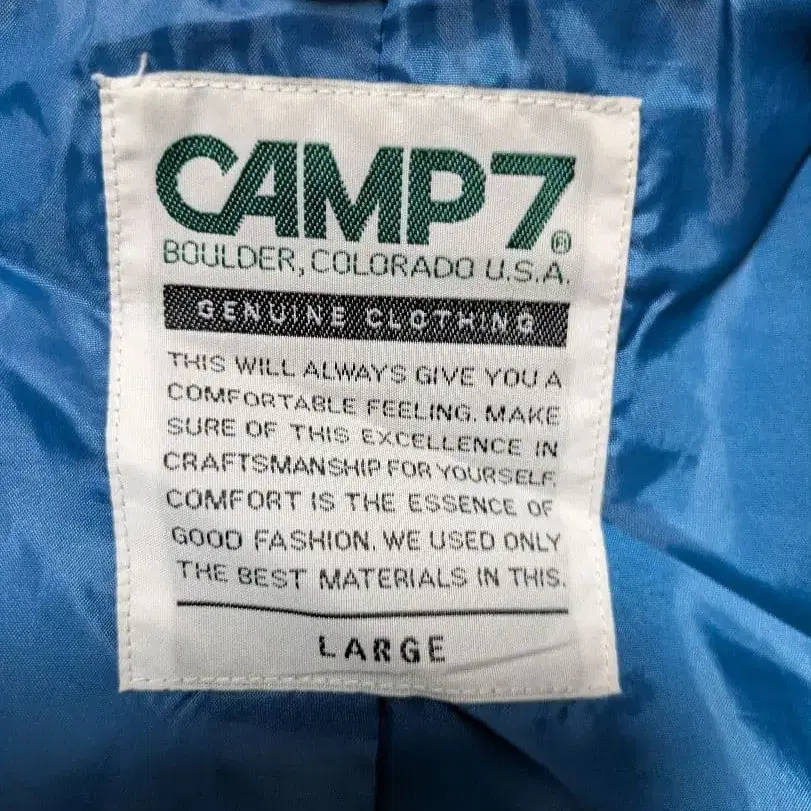 CAMP7®
BOULDER, COLORADO U.S.A.
GENUINE CLOTHING
THIS WILL ALWAYS GIVE YOU A
COMFORTABLE FEELING. MAKE
SURE OF THIS EXCELLENCE IN
CRAFTSMANSHIP FOR YOURSELF.
COMFORT IS THE ESSENCE OF
GOOD FASHION. WE USED ONLY
THE BEST MATERIALS IN THIS.
LARGE